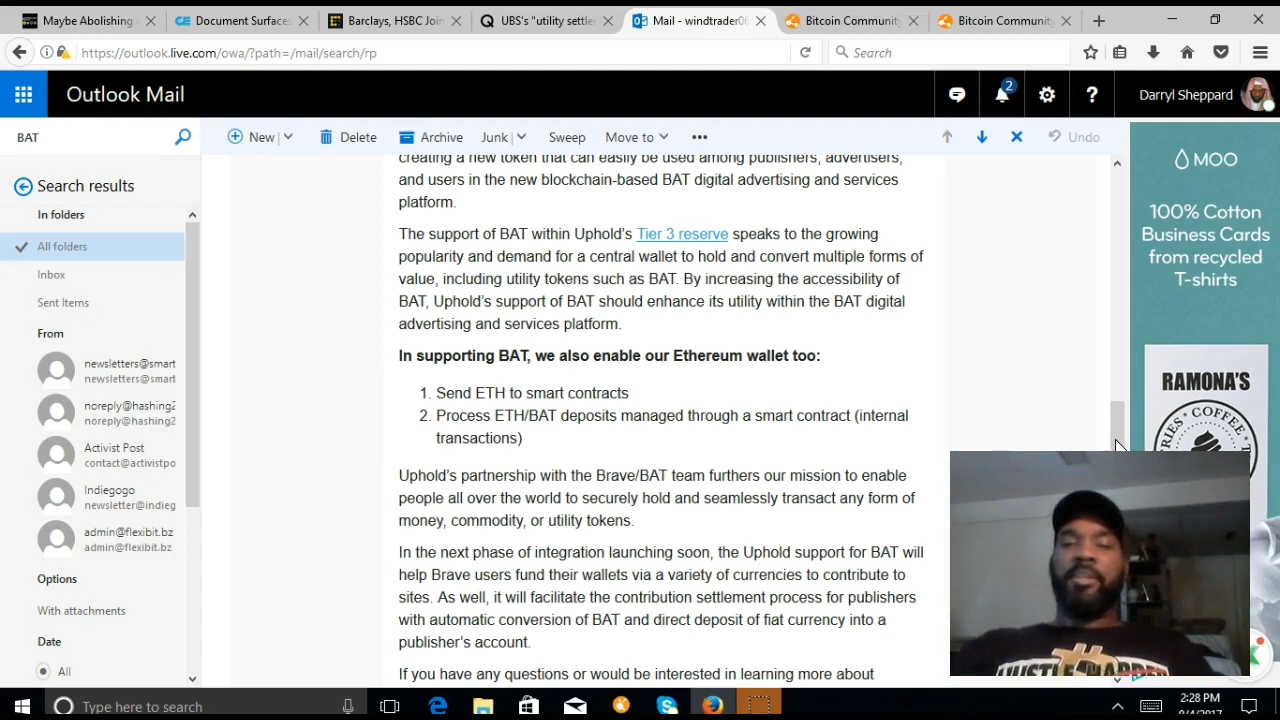 Maybe Abolishing A
Document Surfaces
Barclays, HSBC Join
UBS's "utility settle
Mail - windtrader06
Bitcoin Community
Bitcoin Community
https://outlook.live.com/owa/?path=/mail/search/rp
Search
Outlook Mail
2
Darryl Sheppard
BAT
New
Delete
Archive
Junk
Sweep
Move to
Undo
Search results
In folders
All folders
Inbox
Sent Items
From
newsletters@smart
newsletters@smart
noreply@hashing2
noreply@hashing2
Activist Post
contact@activistpo
Indiegogo
newsletter@indieg
admin@flexibit.bz
admin@flexibit.bz
Options
With attachments
Date
All
creating a new token that can easily be used among publishers, advertisers,
and users in the new blockchain-based BAT digital advertising and services
platform.
The support of BAT within Uphold's Tier 3 reserve speaks to the growing
popularity and demand for a central wallet to hold and convert multiple forms of
value, including utility tokens such as BAT. By increasing the accessibility of
BAT, Uphold's support of BAT should enhance its utility within the BAT digital
advertising and services platform.
In supporting BAT, we also enable our Ethereum wallet too:
1. Send ETH to smart contracts
2. Process ETH/BAT deposits managed through a smart contract (internal
transactions)
Uphold's partnership with the Brave/BAT team furthers our mission to enable
people all over the world to securely hold and seamlessly transact any form of
money, commodity, or utility tokens.
In the next phase of integration launching soon, the Uphold support for BAT will
help Brave users fund their wallets via a variety of currencies to contribute to
sites. As well, it will facilitate the contribution settlement process for publishers
with automatic conversion of BAT and direct deposit of fiat currency into a
publisher's account.
If you have any questions or would be interested in learning more about
MOO
100% Cotton
Business Cards
from recycled
T-shirts
RAMONA'S
COFFEE
HUSTLE HARDER
Type here to search
2:28 PM
9/4/2017